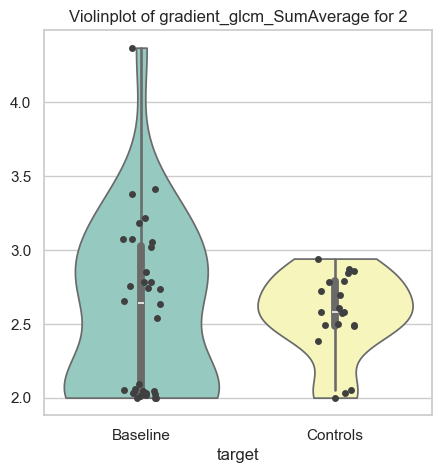 Violinplot of gradient_glcm_SumAverage for 2
4.0
3.5
3.0
2.5
2.0
Baseline
Controls
target